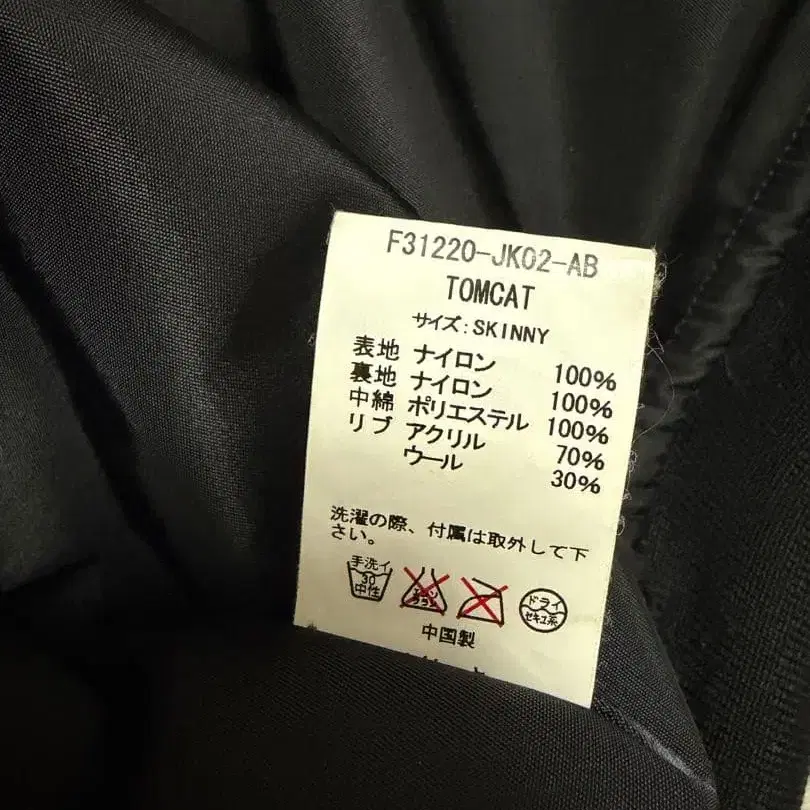 F31220-JK02-AB
TOMCAT
サイズ:SKINNY
表地 ナイロン 100%
裏地 ナイロン 100%
中綿 ポリエステル 100%
リブ アクリル 70%
ウール 30%
洗濯の際、付属は取外して下
さい。
手洗イ
30
中性
ドライ
セキユ系
中国製